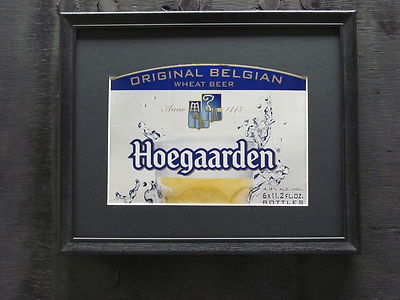 ORIGINAL BELGIAN
WHEAT BEER
Anno 1445
Hoegaarden®
4.9% ALC. VOL.
6x11.2 FL.OZ.
BOTTLES